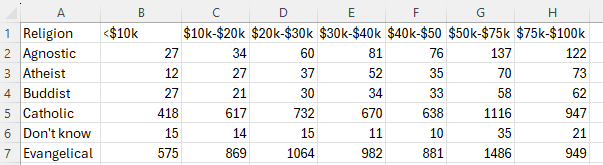 A B C D E F G H
1 Religion <$10k $10k-$20k $20k-$30k $30k-$40k $40k-$50 $50k-$75k $75k-$100k
2 Agnostic 27 34 60 81 76 137 122
3 Atheist 12 27 37 52 35 70 73
4 Buddist 27 21 30 34 33 58 62
5 Catholic 418 617 732 670 638 1116 947
6 Don't know 15 14 15 11 10 35 21
7 Evangelical 575 869 1064 982 881 1486 949